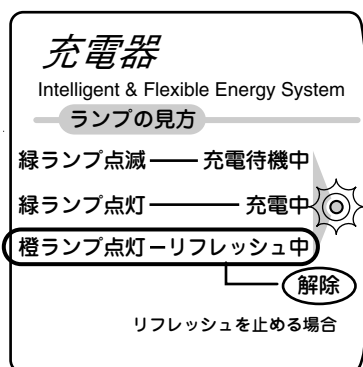 充電器
Intelligent & Flexible Energy System
ランプの見方
緑ランプ点滅 —— 充電待機中
緑ランプ点灯 ——— 充電中
橙ランプ点灯 − リフレッシュ中
解除
リフレッシュを止める場合